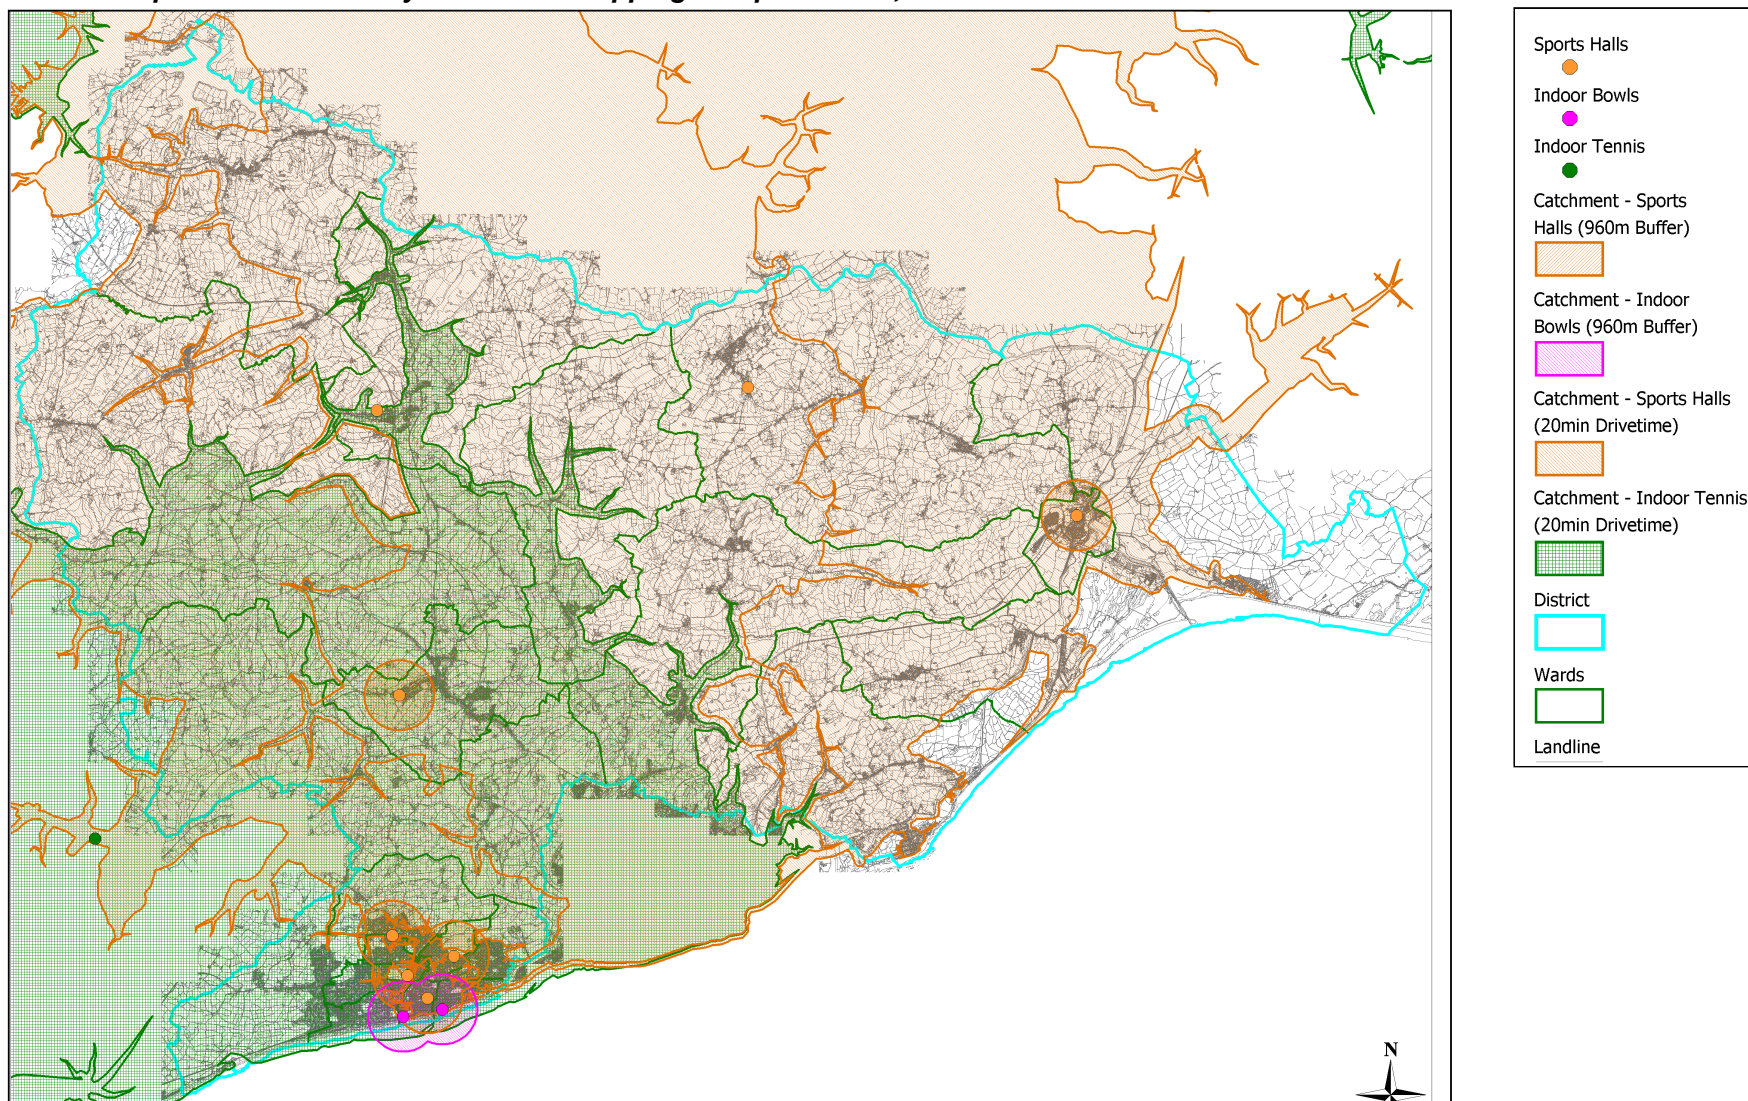 Sports Halls
Indoor Bowls
Indoor Tennis
Catchment - Sports
Halls (960m Buffer)
Catchment - Indoor
Bowls (960m Buffer)
Catchment - Sports Halls
(20min Drivetime)
Catchment - Indoor Tennis
(20min Drivetime)
District
Wards
Landline
N